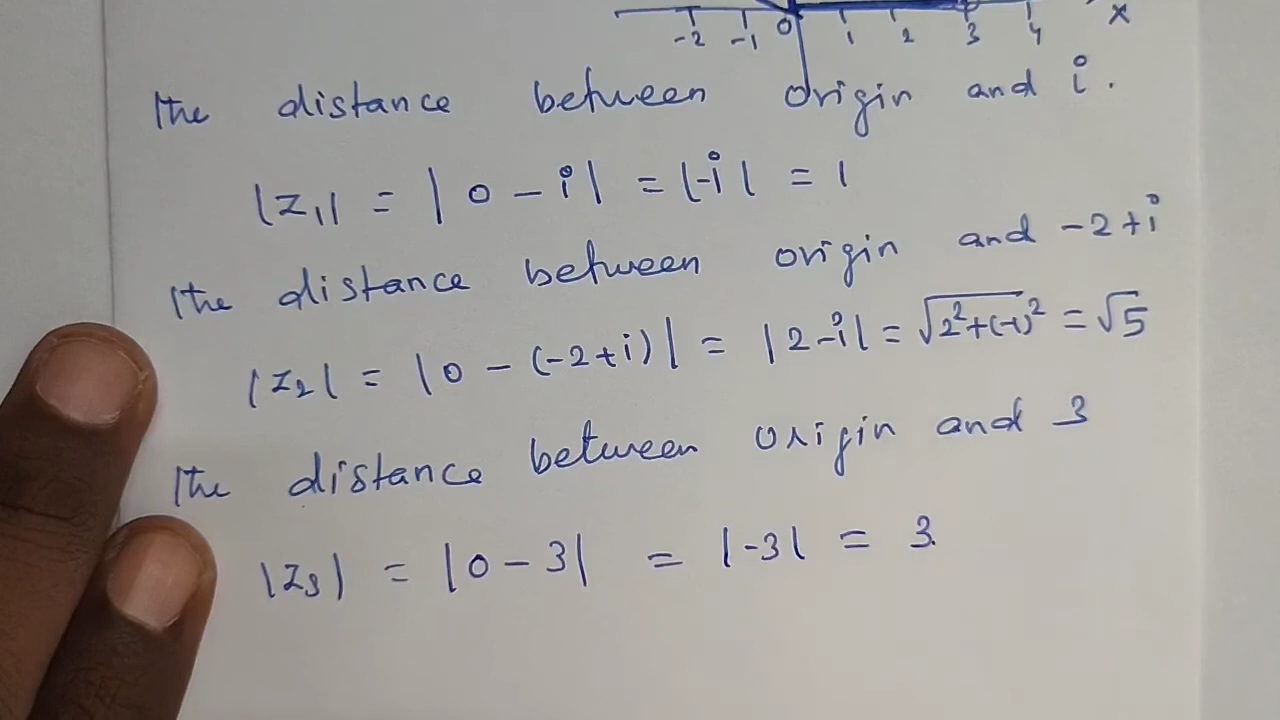 -2 -1 0 1 2 3 4 x
The distance between origin and i.
|z₁| = |0 - i| = |-i| = 1
The distance between origin and -2+i
|z₂| = |0 - (-2+i)| = |2-i| = √2²+(-1)² = √5
The distance between origin and 3
|z₃| = |0-3| = |-3| = 3.